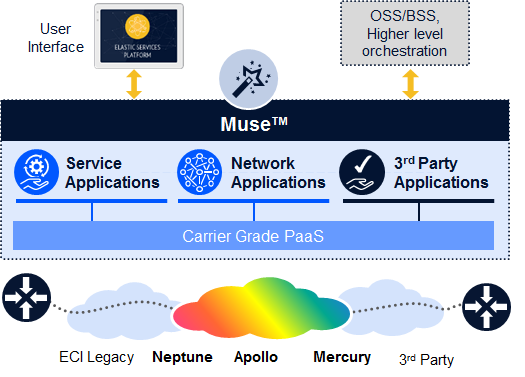 User
Interface
ELASTIC SERVICES
PLATFORM
OSS/BSS,
Higher level
orchestration
Muse™
Service
Applications
Network
Applications
3rd Party
Applications
Carrier Grade PaaS
ECI Legacy
Neptune
Apollo
Mercury
3rd Party